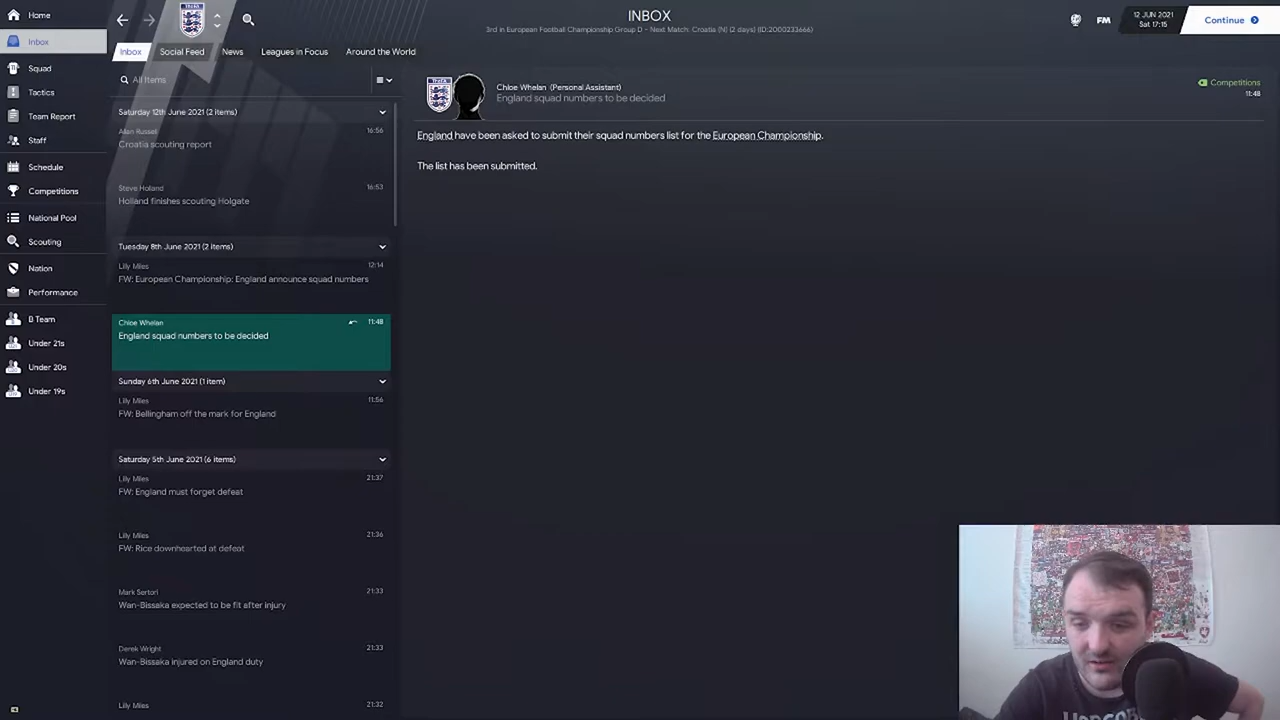 Home
Inbox
Squad
Tactics
Team Report
Staff
Schedule
Competitions
National Pool
Scouting
Nation
Performance
B Team
Under 21s
Under 20s
Under 19s
INBOX
3rd in European Football Championship Group D - Next Match: Croatia (N) (2 days) (ID:2000233666)
FM
12 JUN 2021
Sat 17:15
Continue
Inbox Social Feed News Leagues in Focus Around the World
All Items
Saturday 12th June 2021 (2 items)
Allan Russell 16:56
Croatia scouting report
Steve Holland 16:53
Holland finishes scouting Holgate
Tuesday 8th June 2021 (2 items)
Lilly Miles 12:14
FW: European Championship: England announce squad numbers
Chloe Whelan 11:48
England squad numbers to be decided
Sunday 6th June 2021 (1 item)
Lilly Miles 11:56
FW: Bellingham off the mark for England
Saturday 5th June 2021 (6 items)
Lilly Miles 21:37
FW: England must forget defeat
Lilly Miles 21:36
FW: Rice downhearted at defeat
Mark Sertori 21:33
Wan-Bissaka expected to be fit after injury
Derek Wright 21:33
Wan-Bissaka injured on England duty
Lilly Miles 21:32
Chloe Whelan (Personal Assistant)
England squad numbers to be decided
Competitions
11:48
England have been asked to submit their squad numbers list for the European Championship.
The list has been submitted.